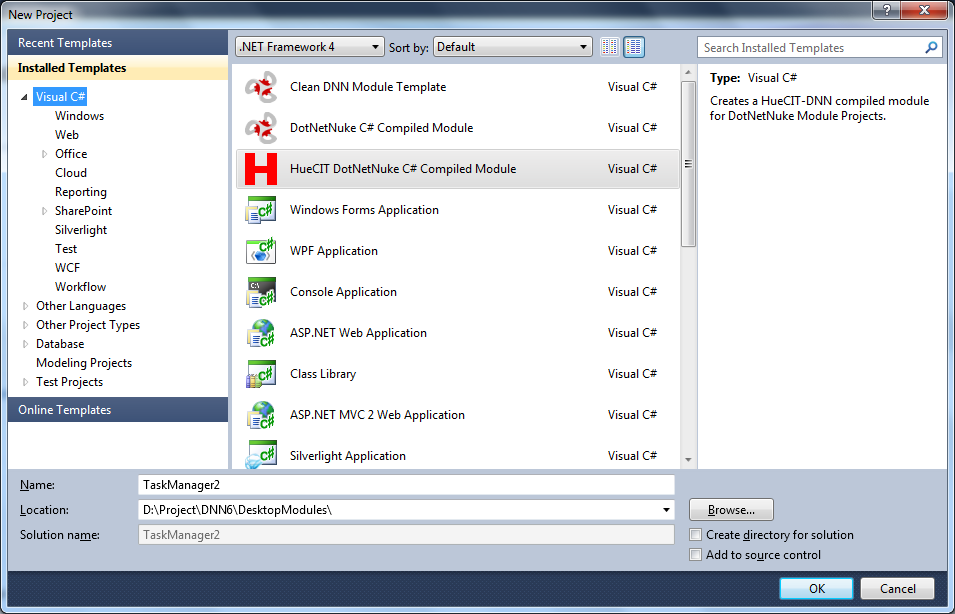 New Project
Recent Templates
Installed Templates
Visual C#
Windows
Web
Office
Cloud
Reporting
SharePoint
Silverlight
Test
WCF
Workflow
Other Languages
Other Project Types
Database
Modeling Projects
Test Projects
Online Templates
.NET Framework 4 Sort by: Default
Clean DNN Module Template Visual C#
DotNetNuke C# Compiled Module Visual C#
HueCIT DotNetNuke C# Compiled Module Visual C#
Windows Forms Application Visual C#
WPF Application Visual C#
Console Application Visual C#
ASP.NET Web Application Visual C#
Class Library Visual C#
ASP.NET MVC 2 Web Application Visual C#
Silverlight Application Visual C#
Search Installed Templates
Type: Visual C#
Creates a HueCIT-DNN compiled module
for DotNetNuke Module Projects.
Name: TaskManager2
Location: D:\Project\DNN6\DesktopModules\ Browse...
Solution name: TaskManager2 Create directory for solution
Add to source control
OK Cancel